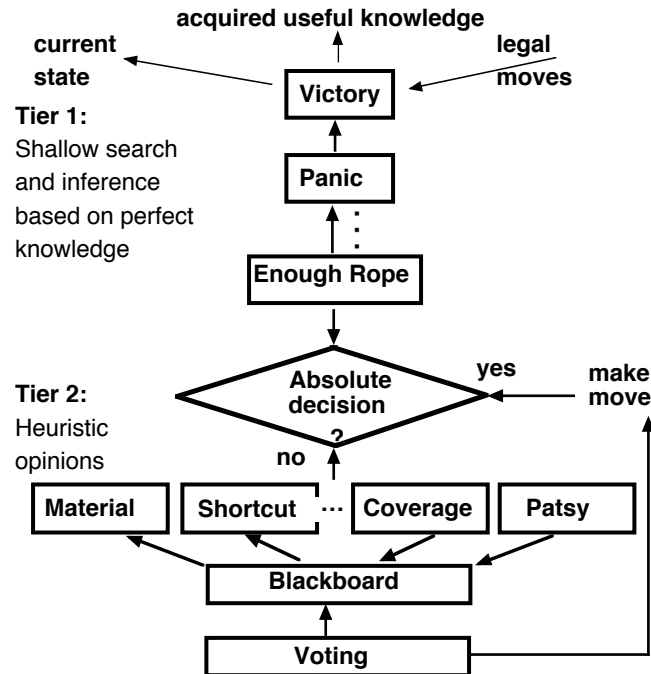 acquired useful knowledge
current
state
legal
moves
Victory
Tier 1:
Shallow search
and inference
based on perfect
knowledge
Panic
Enough Rope
Absolute
decision
?
yes
make
move
Tier 2:
Heuristic
opinions
no
Material
Shortcut
...
Coverage
Patsy
Blackboard
Voting